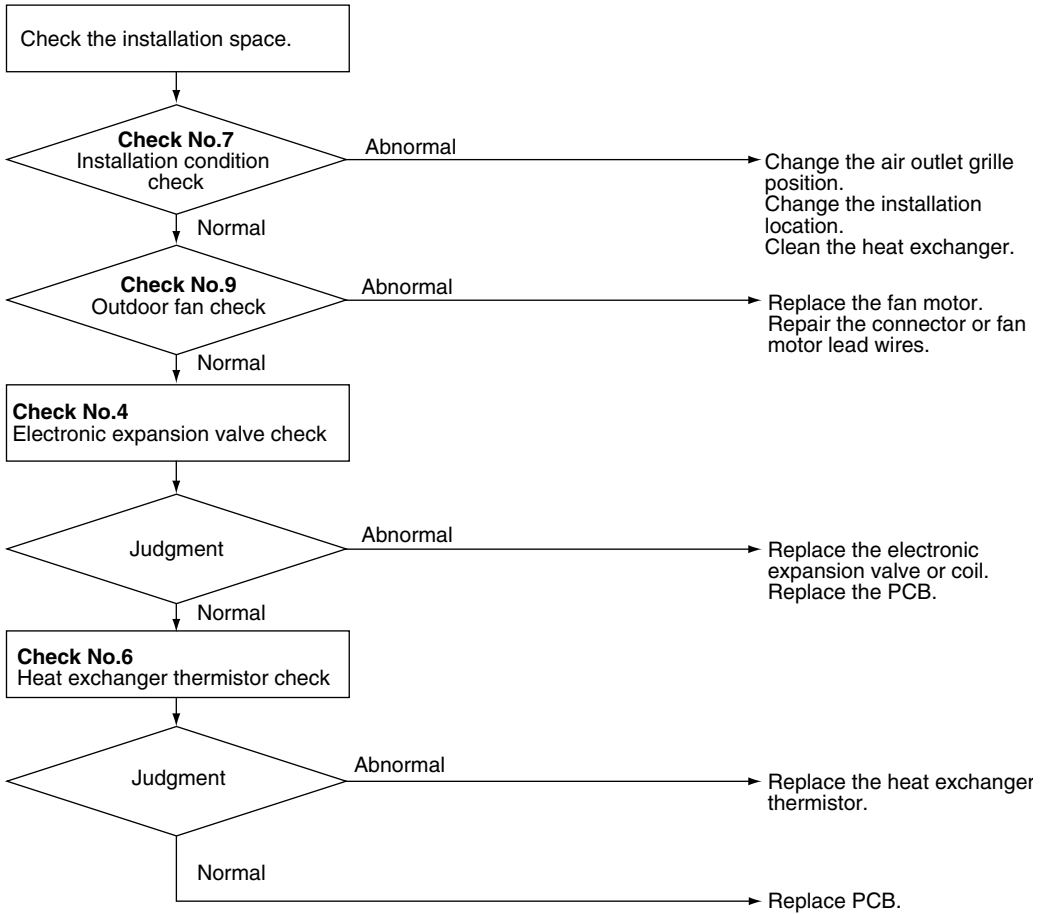 Check the installation space.
Check No.7
Installation condition
check
Abnormal
Change the air outlet grille
position.
Change the installation
location.
Clean the heat exchanger.
Normal
Check No.9
Outdoor fan check
Abnormal
Replace the fan motor.
Repair the connector or fan
motor lead wires.
Normal
Check No.4
Electronic expansion valve check
Judgment
Abnormal
Replace the electronic
expansion valve or coil.
Replace the PCB.
Normal
Check No.6
Heat exchanger thermistor check
Judgment
Abnormal
Replace the heat exchanger
thermistor.
Normal
Replace PCB.